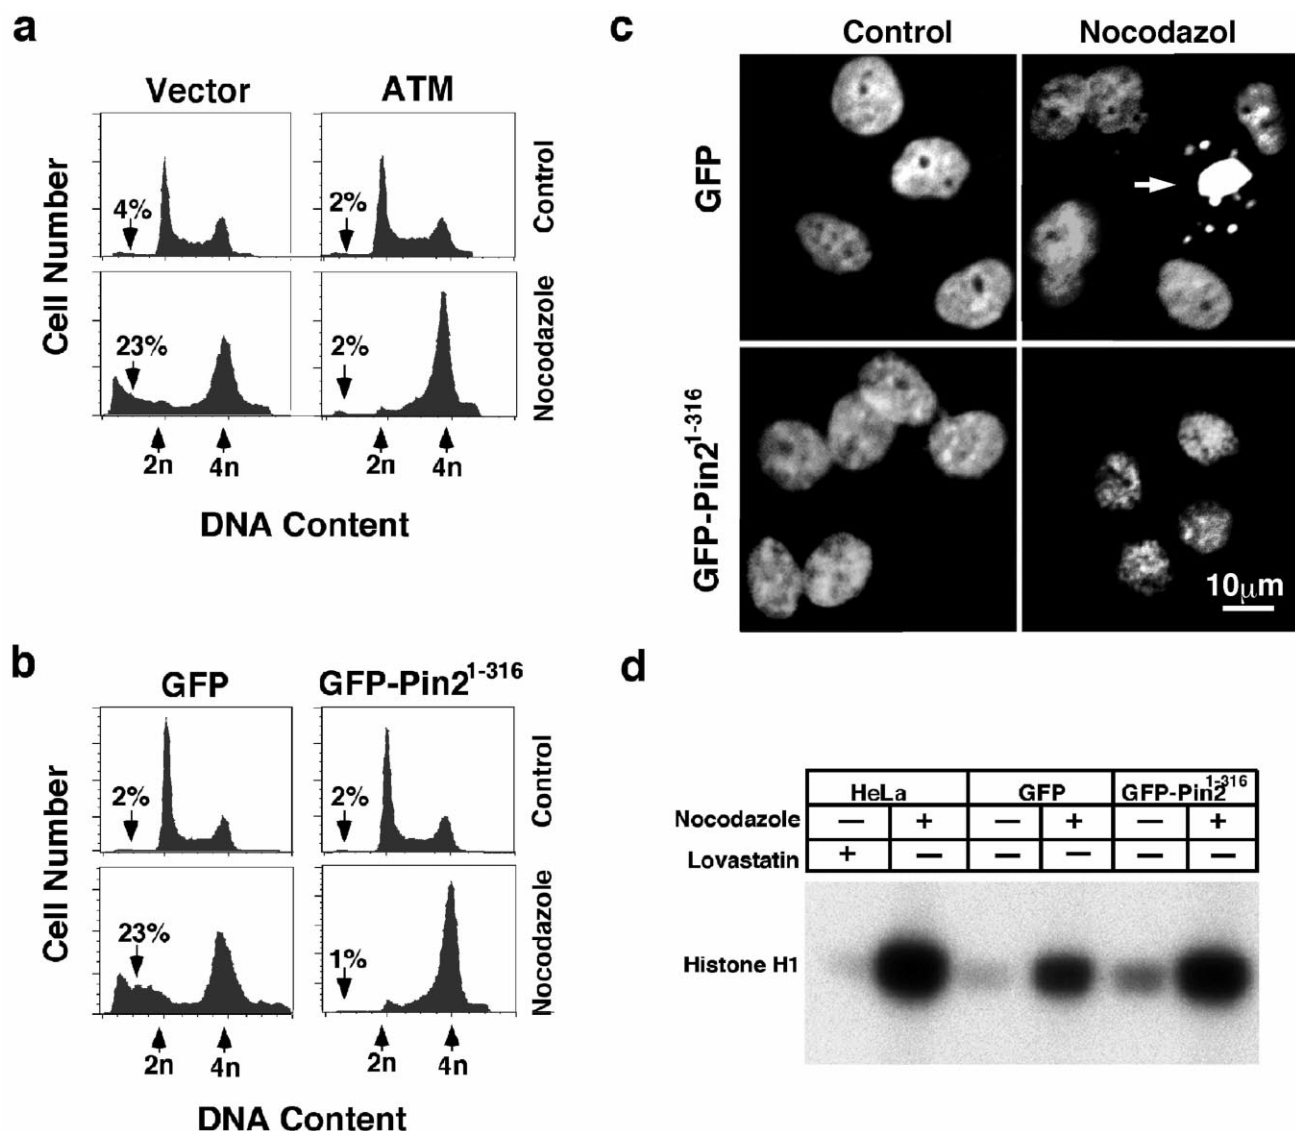 a
Vector ATM
Cell Number
4%
2%
Control
23%
2%
Nocodazole
2n 4n 2n 4n
DNA Content
b
GFP GFP-Pin2 1-316
Cell Number
2%
2%
Control
23%
1%
Nocodazole
2n 4n 2n 4n
DNA Content
c
Control Nocodazol
GFP
GFP-Pin2 1-316
10μm
d
HeLa GFP GFP-Pin2 1-316
Nocodazole — + — + — +
Lovastatin + — — — — —
Histone H1